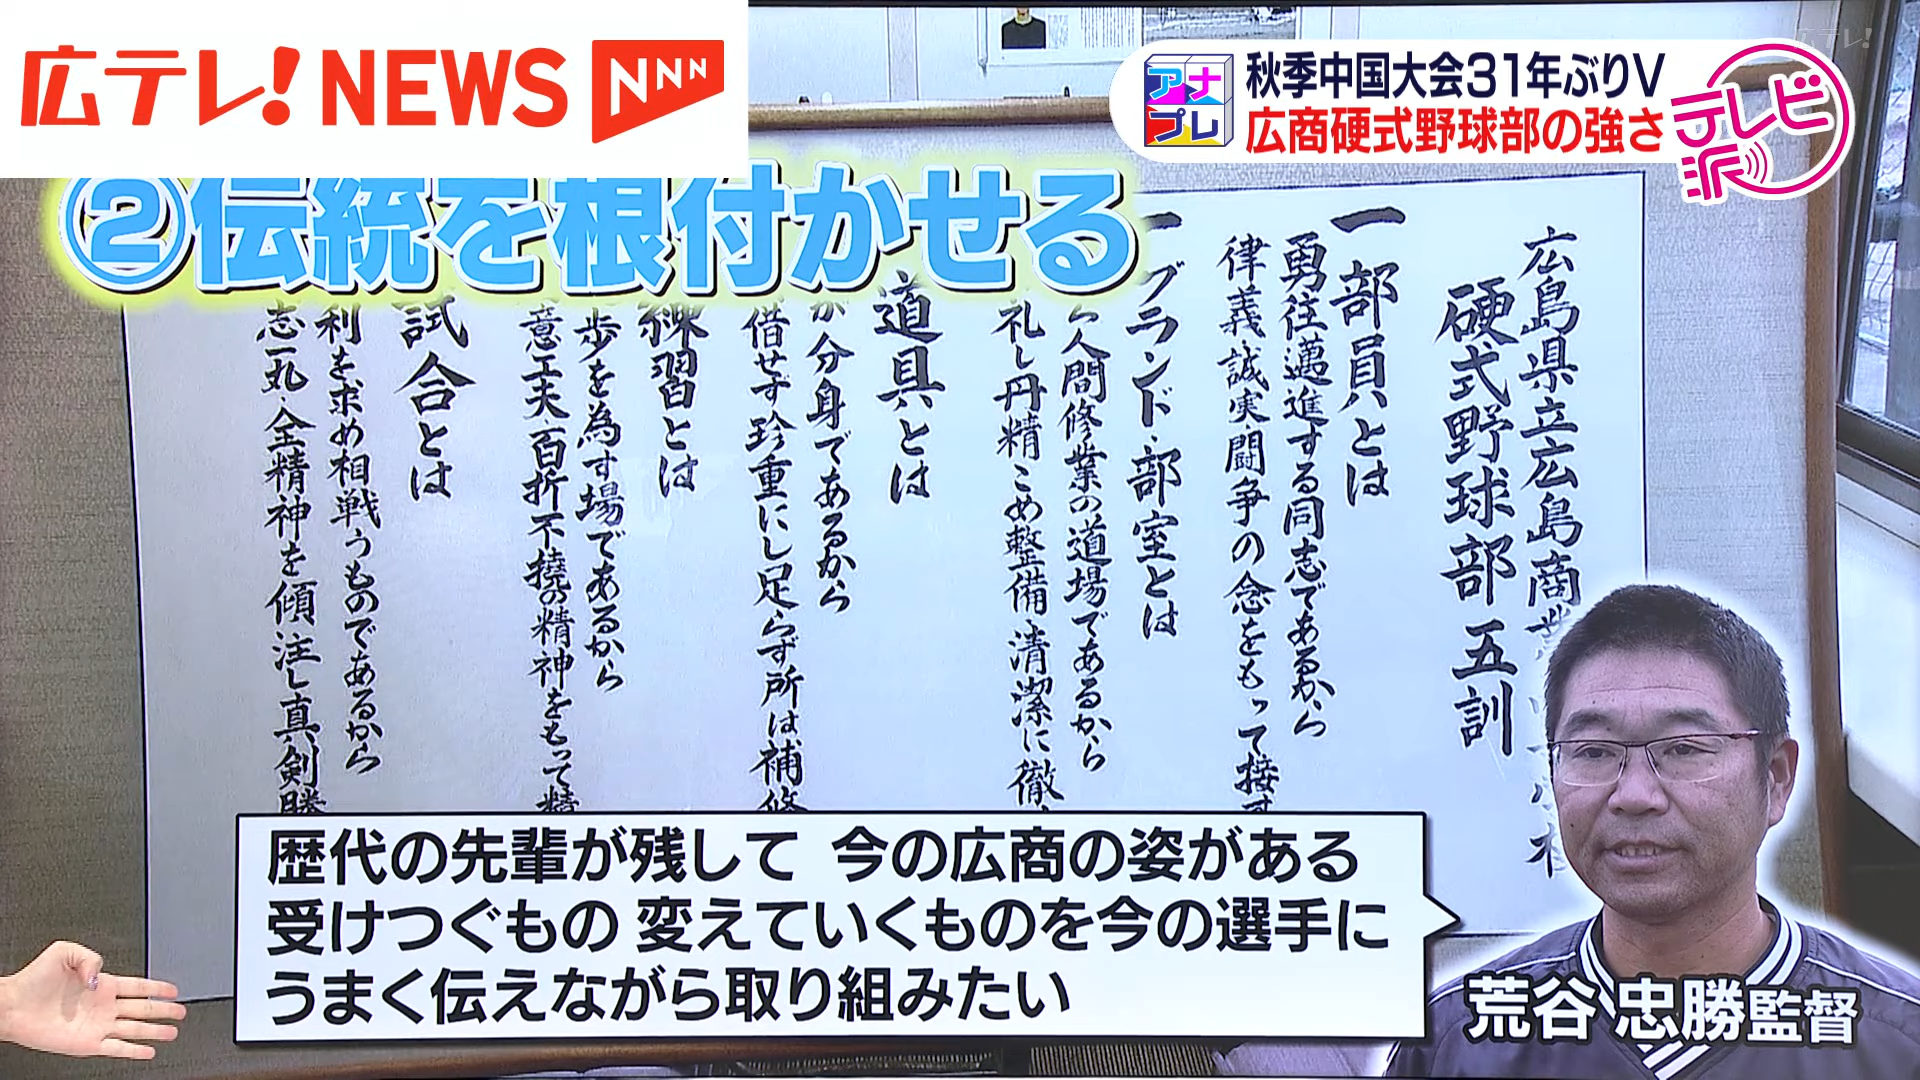 広テレ!NEWS NNN
広テレ!
アナプレ
秋季中国大会31年ぶりV
広商硬式野球部の強さ
テレビ派
②伝統を根付かせる
広島県立広島商業
硬式野球部 五訓
一 部員とは
勇往邁進する同志であるから
律義・誠実・闘争の念をもって接す
一 グランド・部室とは
人間修業の道場であるから
礼し丹精こめ整備・清潔に徹
道具とは
が分身であるから
借せず珍重にし足らず所は補修
練習とは
歩を為す場であるから
意工夫・百折不撓の精神をもって精
試合とは
利を求め相戦うものであるから
志一丸・全精神を傾注し真剣勝
歴代の先輩が残して 今の広商の姿がある
受けつぐもの 変えていくものを今の選手に
うまく伝えながら取り組みたい
荒谷 忠勝監督